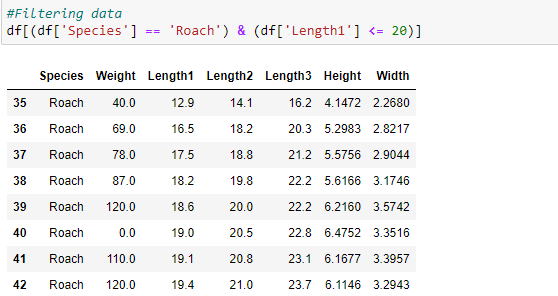 #Filtering data
df[(df['Species'] == 'Roach') & (df['Length1'] <= 20)]
Species Weight Length1 Length2 Length3 Height Width
35 Roach 40.0 12.9 14.1 16.2 4.1472 2.2680
36 Roach 69.0 16.5 18.2 20.3 5.2983 2.8217
37 Roach 78.0 17.5 18.8 21.2 5.5756 2.9044
38 Roach 87.0 18.2 19.8 22.2 5.6166 3.1746
39 Roach 120.0 18.6 20.0 22.2 6.2160 3.5742
40 Roach 0.0 19.0 20.5 22.8 6.4752 3.3516
41 Roach 110.0 19.1 20.8 23.1 6.1677 3.3957
42 Roach 120.0 19.4 21.0 23.7 6.1146 3.2943